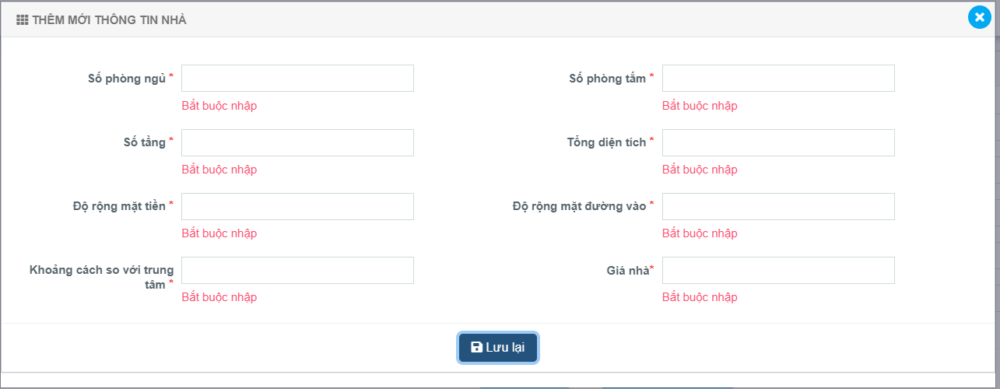 THÊM MỚI THÔNG TIN NHÀ
Số phòng ngủ *
Số phòng tắm *
Bắt buộc nhập
Bắt buộc nhập
Số tầng *
Tổng diện tích *
Bắt buộc nhập
Bắt buộc nhập
Độ rộng mặt tiền *
Độ rộng mặt đường vào *
Bắt buộc nhập
Bắt buộc nhập
Khoảng cách so với trung
tâm *
Giá nhà*
Bắt buộc nhập
Bắt buộc nhập
Lưu lại